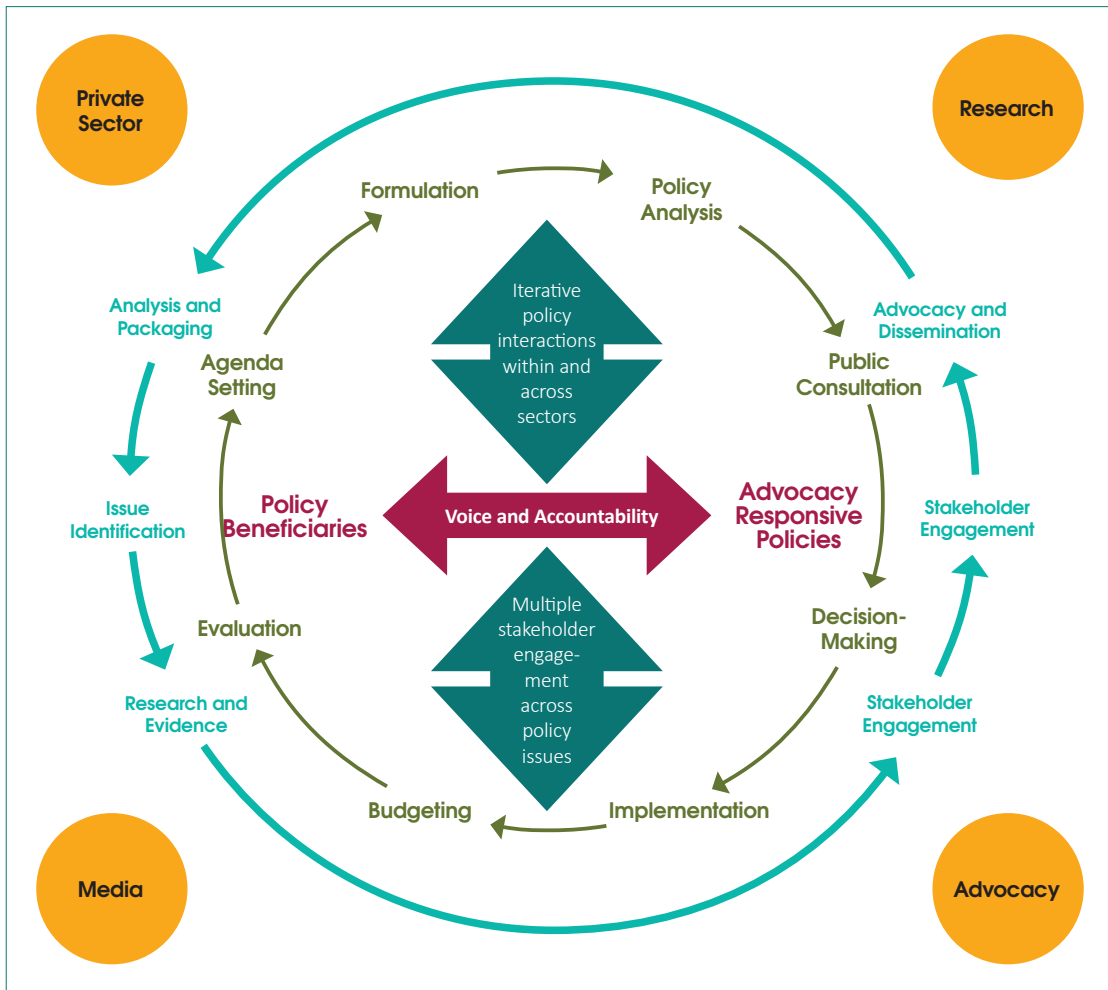 Private
Sector
Research
Formulation
Policy
Analysis
Iterative
policy
interactions
within and
across
sectors
Analysis and
Packaging
Advocacy and
Dissemination
Agenda
Setting
Public
Consultation
Issue
Identification
Policy
Beneficiaries
Voice and Accountability
Advocacy
Responsive
Policies
Stakeholder
Engagement
Evaluation
Multiple
stakeholder
engage-
ment
across
policy
issues
Decision-
Making
Research and
Evidence
Stakeholder
Engagement
Budgeting
Implementation
Media
Advocacy